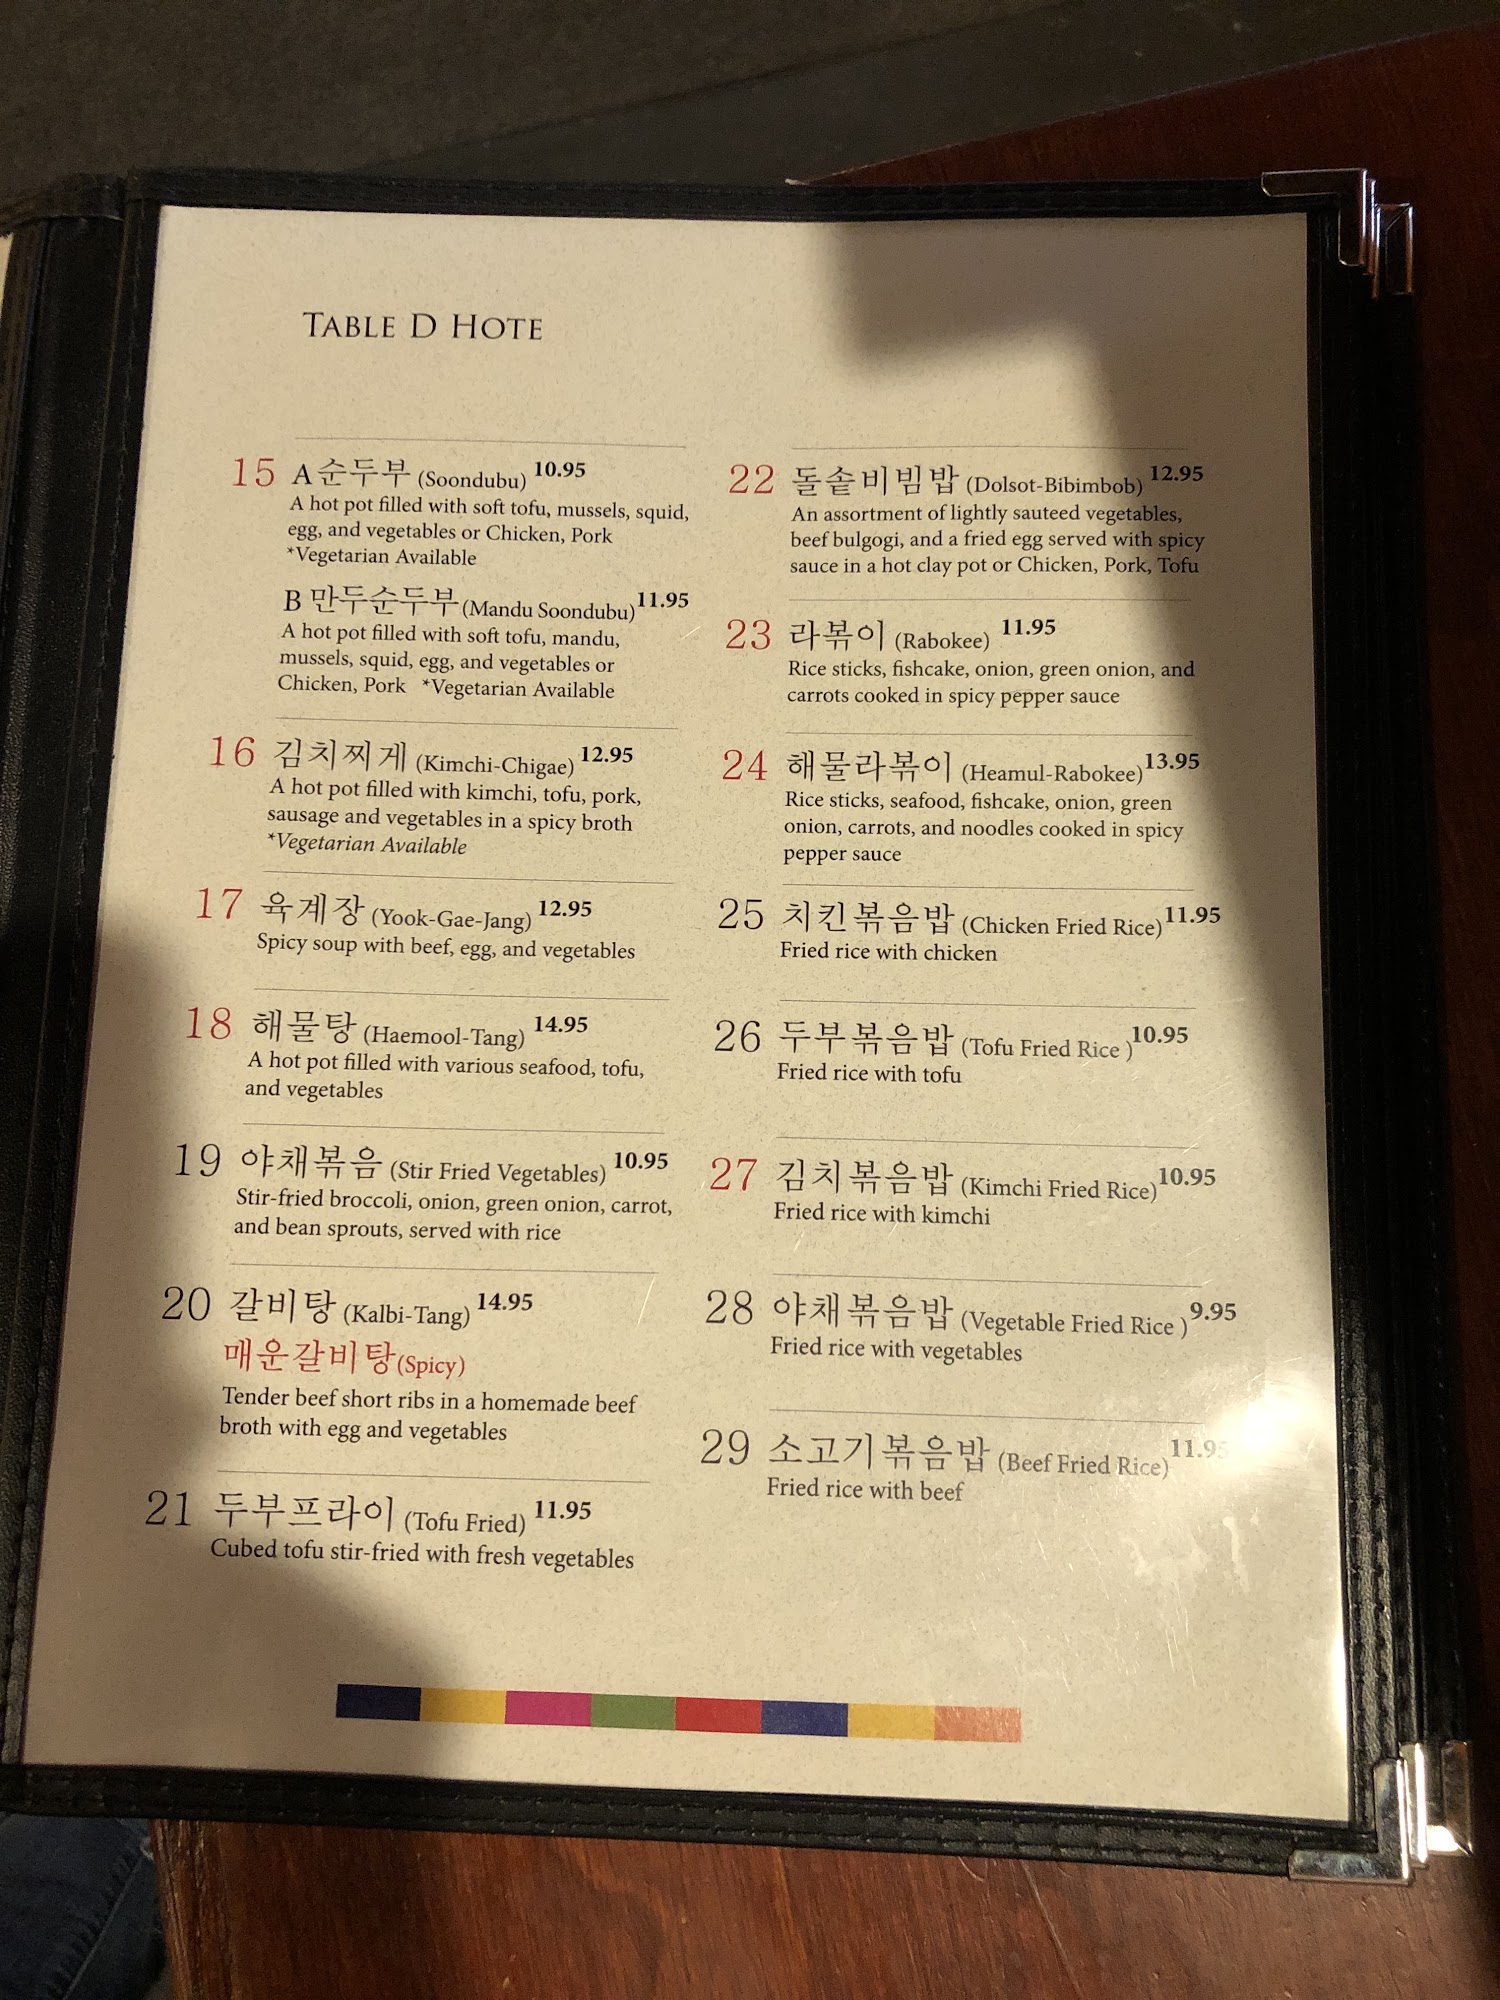 TABLE D HOTE
15 A 순두부 (Soondubu) 10.95
A hot pot filled with soft tofu, mussels, squid,
egg, and vegetables or Chicken, Pork
*Vegetarian Available
B 만두순두부 (Mandu Soondubu) 11.95
A hot pot filled with soft tofu, mandu,
mussels, squid, egg, and vegetables or
Chicken, Pork *Vegetarian Available
16 김치찌게 (Kimchi-Chigae) 12.95
A hot pot filled with kimchi, tofu, pork,
sausage and vegetables in a spicy broth
*Vegetarian Available
17 육계장 (Yook-Gae-Jang) 12.95
Spicy soup with beef, egg, and vegetables
18 해물탕 (Haemool-Tang) 14.95
A hot pot filled with various seafood, tofu,
and vegetables
19 야채볶음 (Stir Fried Vegetables) 10.95
Stir-fried broccoli, onion, green onion, carrot,
and bean sprouts, served with rice
20 갈비탕 (Kalbi-Tang) 14.95
매운갈비탕(Spicy)
Tender beef short ribs in a homemade beef
broth with egg and vegetables
21 두부프라이 (Tofu Fried) 11.95
Cubed tofu stir-fried with fresh vegetables
22 돌솥비빔밥 (Dolsot-Bibimbob) 12.95
An assortment of lightly sauteed vegetables,
beef bulgogi, and a fried egg served with spicy
sauce in a hot clay pot or Chicken, Pork, Tofu
23 라볶이 (Rabokee) 11.95
Rice sticks, fishcake, onion, green onion, and
carrots cooked in spicy pepper sauce
24 해물라볶이 (Heamul-Rabokee) 13.95
Rice sticks, seafood, fishcake, onion, green
onion, carrots, and noodles cooked in spicy
pepper sauce
25 치킨볶음밥 (Chicken Fried Rice) 11.95
Fried rice with chicken
26 두부볶음밥 (Tofu Fried Rice ) 10.95
Fried rice with tofu
27 김치볶음밥 (Kimchi Fried Rice) 10.95
Fried rice with kimchi
28 야채볶음밥 (Vegetable Fried Rice ) 9.95
Fried rice with vegetables
29 소고기볶음밥 (Beef Fried Rice) 11.95
Fried rice with beef